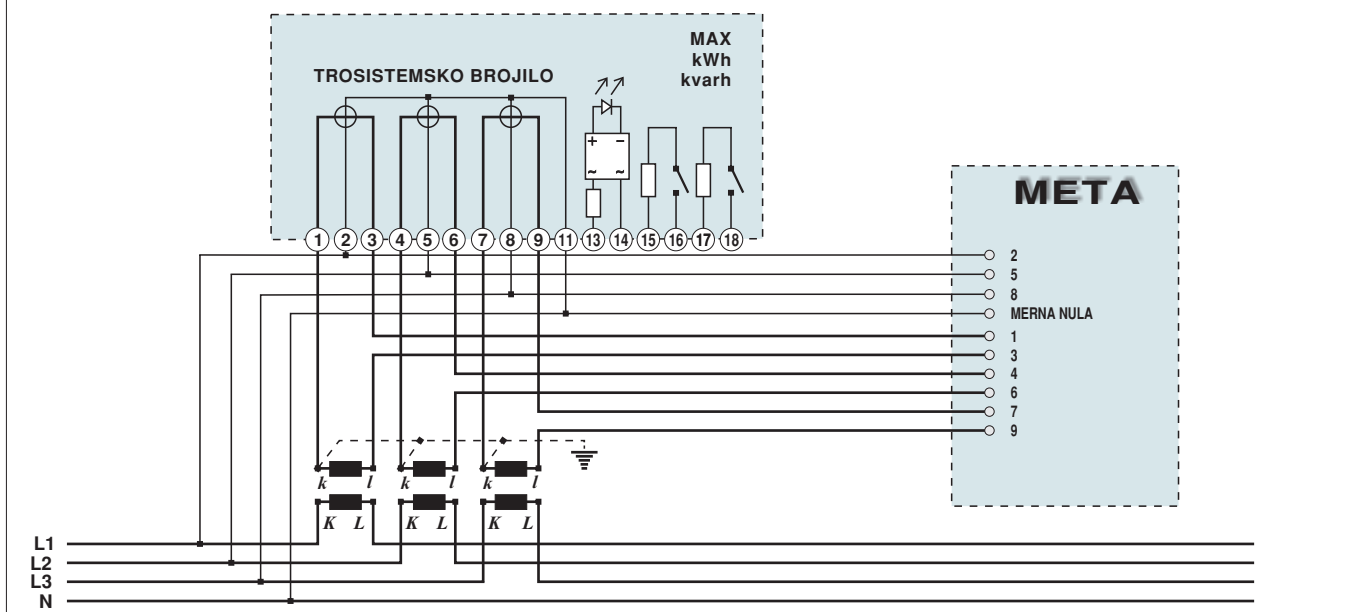 MAX
kWh
kvarh
TROSISTEMSKO BROJILO
+ −
~ ~
1 2 3 4 5 6 7 8 9 11 13 14 15 16 17 18
META
2
5
8
MERNA NULA
1
3
4
6
7
9
k l k l k l
K L K L K L
L1
L2
L3
N